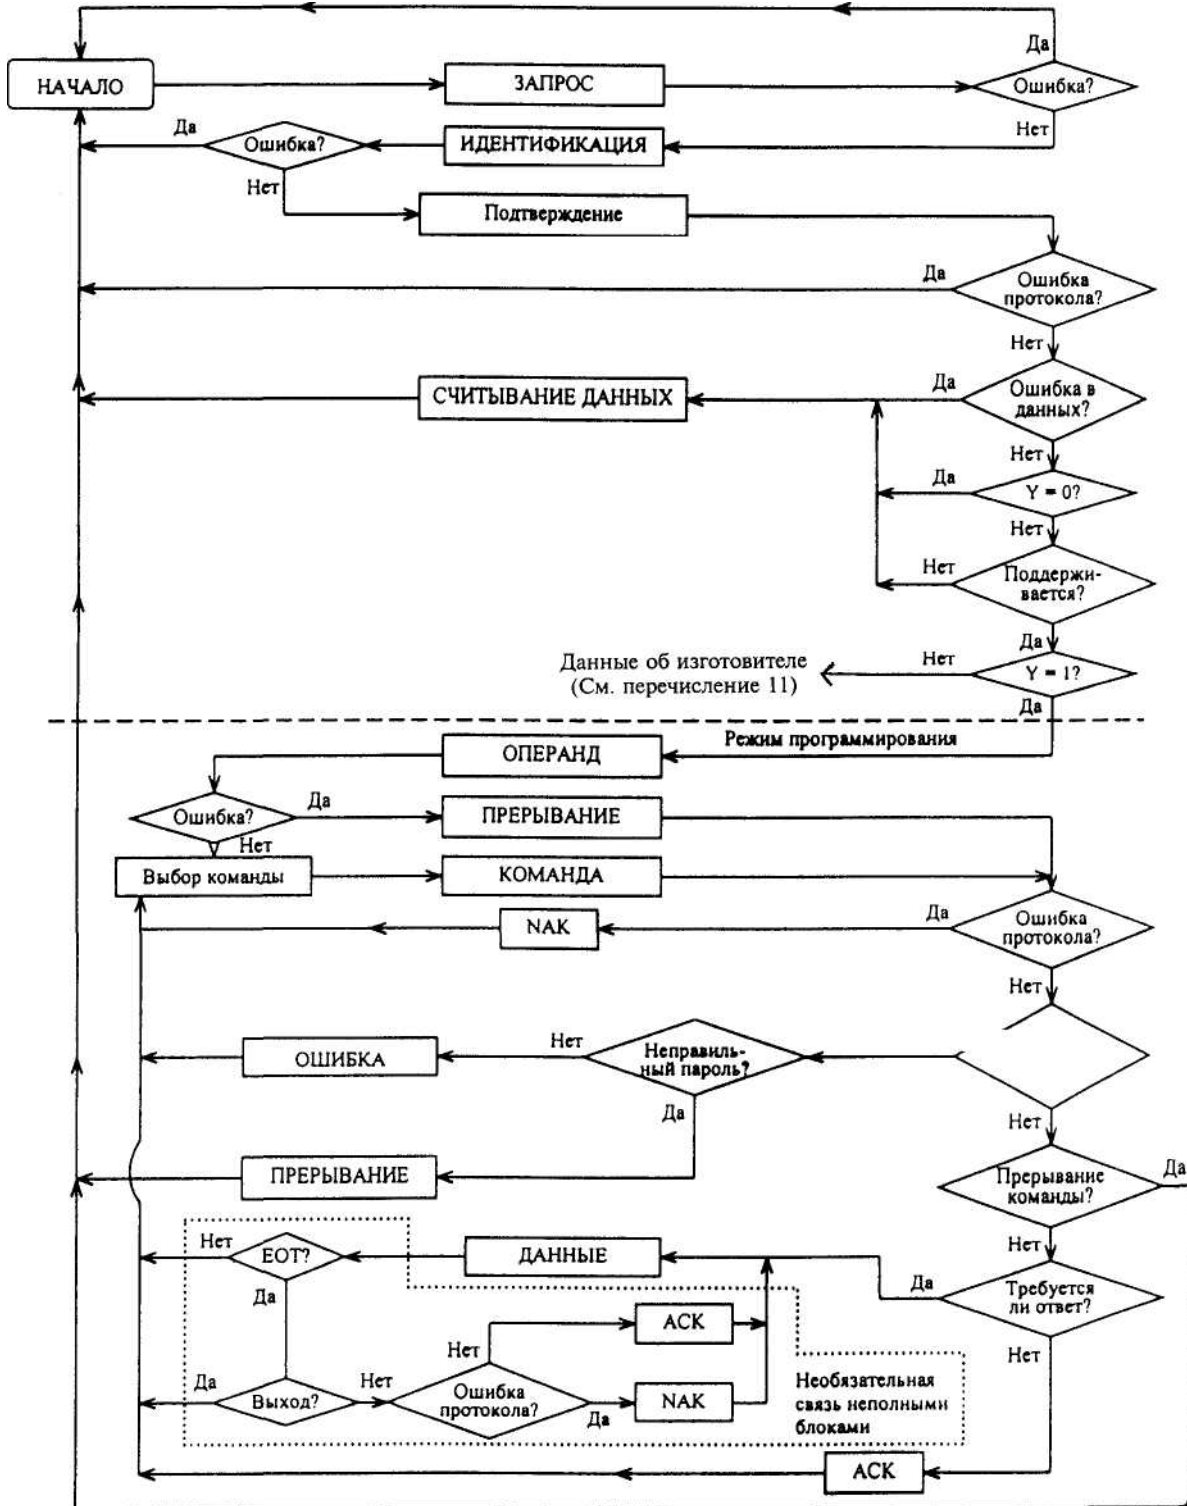 Да
НАЧАЛО
ЗАПРОС
Ошибка?
Да
Ошибка?
ИДЕНТИФИКАЦИЯ
Нет
Нет
Подтверждение
Да
Ошибка
протокола?
Нет
СЧИТЫВАНИЕ ДАННЫХ
Да
Ошибка в
данных?
Нет
Да
Y = 0?
Нет
Нет
Поддержи-
вается?
Да
Данные об изготовителе
(См. перечисление 11)
Нет
Y = 1?
Да
Режим программирования
ОПЕРАНД
Ошибка?
Да
ПРЕРЫВАНИЕ
Нет
Выбор команды
КОМАНДА
NAK
Да
Ошибка
протокола?
Нет
ОШИБКА
Нет
Неправиль-
ный пароль?
Да
Нет
ПРЕРЫВАНИЕ
Прерывание
команды?
Да
Нет
Нет
EOT?
ДАННЫЕ
Да
Да
Требуется
ли ответ?
ACK
Нет
Нет
Да
Выход?
Нет
Ошибка
протокола?
Да
NAK
Необязательная
связь неполными
блоками
ACK